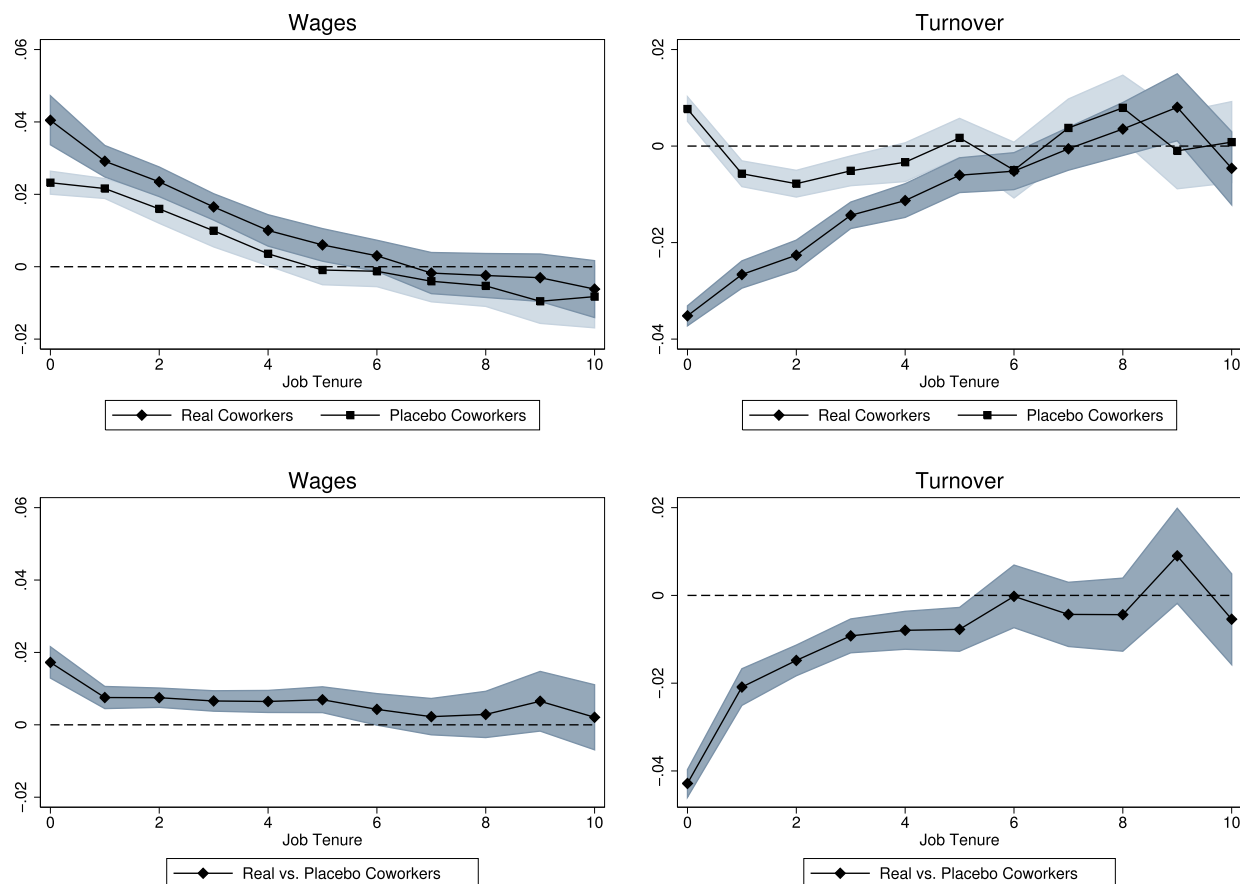 Wages
.06
.04
.02
0
−.02
0 2 4 6 8 10
Job Tenure
Real Coworkers Placebo Coworkers
Turnover
.02
0
−.02
−.04
0 2 4 6 8 10
Job Tenure
Real Coworkers Placebo Coworkers
Wages
.06
.04
.02
0
−.02
0 2 4 6 8 10
Job Tenure
Real vs. Placebo Coworkers
Turnover
.02
0
−.02
−.04
0 2 4 6 8 10
Job Tenure
Real vs. Placebo Coworkers